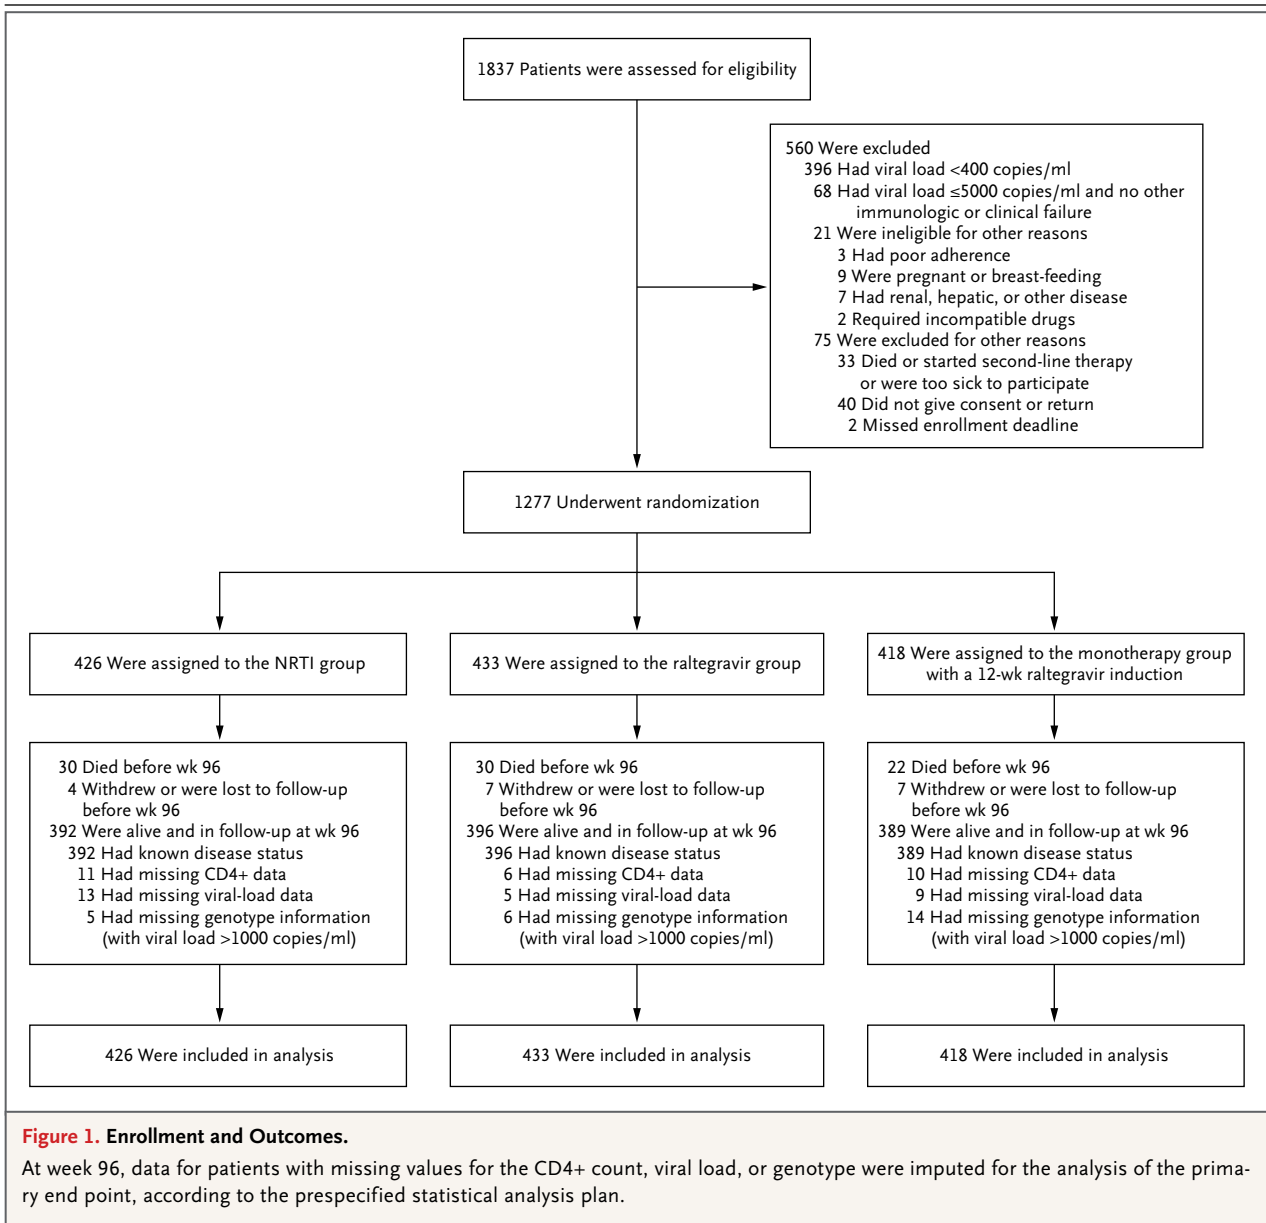 1837 Patients were assessed for eligibility
560 Were excluded
396 Had viral load <400 copies/ml
68 Had viral load ≤5000 copies/ml and no other
immunologic or clinical failure
21 Were ineligible for other reasons
3 Had poor adherence
9 Were pregnant or breast-feeding
7 Had renal, hepatic, or other disease
2 Required incompatible drugs
75 Were excluded for other reasons
33 Died or started second-line therapy
or were too sick to participate
40 Did not give consent or return
2 Missed enrollment deadline
1277 Underwent randomization
426 Were assigned to the NRTI group
433 Were assigned to the raltegravir group
418 Were assigned to the monotherapy group
with a 12-wk raltegravir induction
30 Died before wk 96
4 Withdrew or were lost to follow-up
before wk 96
392 Were alive and in follow-up at wk 96
392 Had known disease status
11 Had missing CD4+ data
13 Had missing viral-load data
5 Had missing genotype information
(with viral load >1000 copies/ml)
30 Died before wk 96
7 Withdrew or were lost to follow-up
before wk 96
396 Were alive and in follow-up at wk 96
396 Had known disease status
6 Had missing CD4+ data
5 Had missing viral-load data
6 Had missing genotype information
(with viral load >1000 copies/ml)
22 Died before wk 96
7 Withdrew or were lost to follow-up
before wk 96
389 Were alive and in follow-up at wk 96
389 Had known disease status
10 Had missing CD4+ data
9 Had missing viral-load data
14 Had missing genotype information
(with viral load >1000 copies/ml)
426 Were included in analysis
433 Were included in analysis
418 Were included in analysis
Figure 1. Enrollment and Outcomes.
At week 96, data for patients with missing values for the CD4+ count, viral load, or genotype were imputed for the analysis of the prima-
ry end point, according to the prespecified statistical analysis plan.